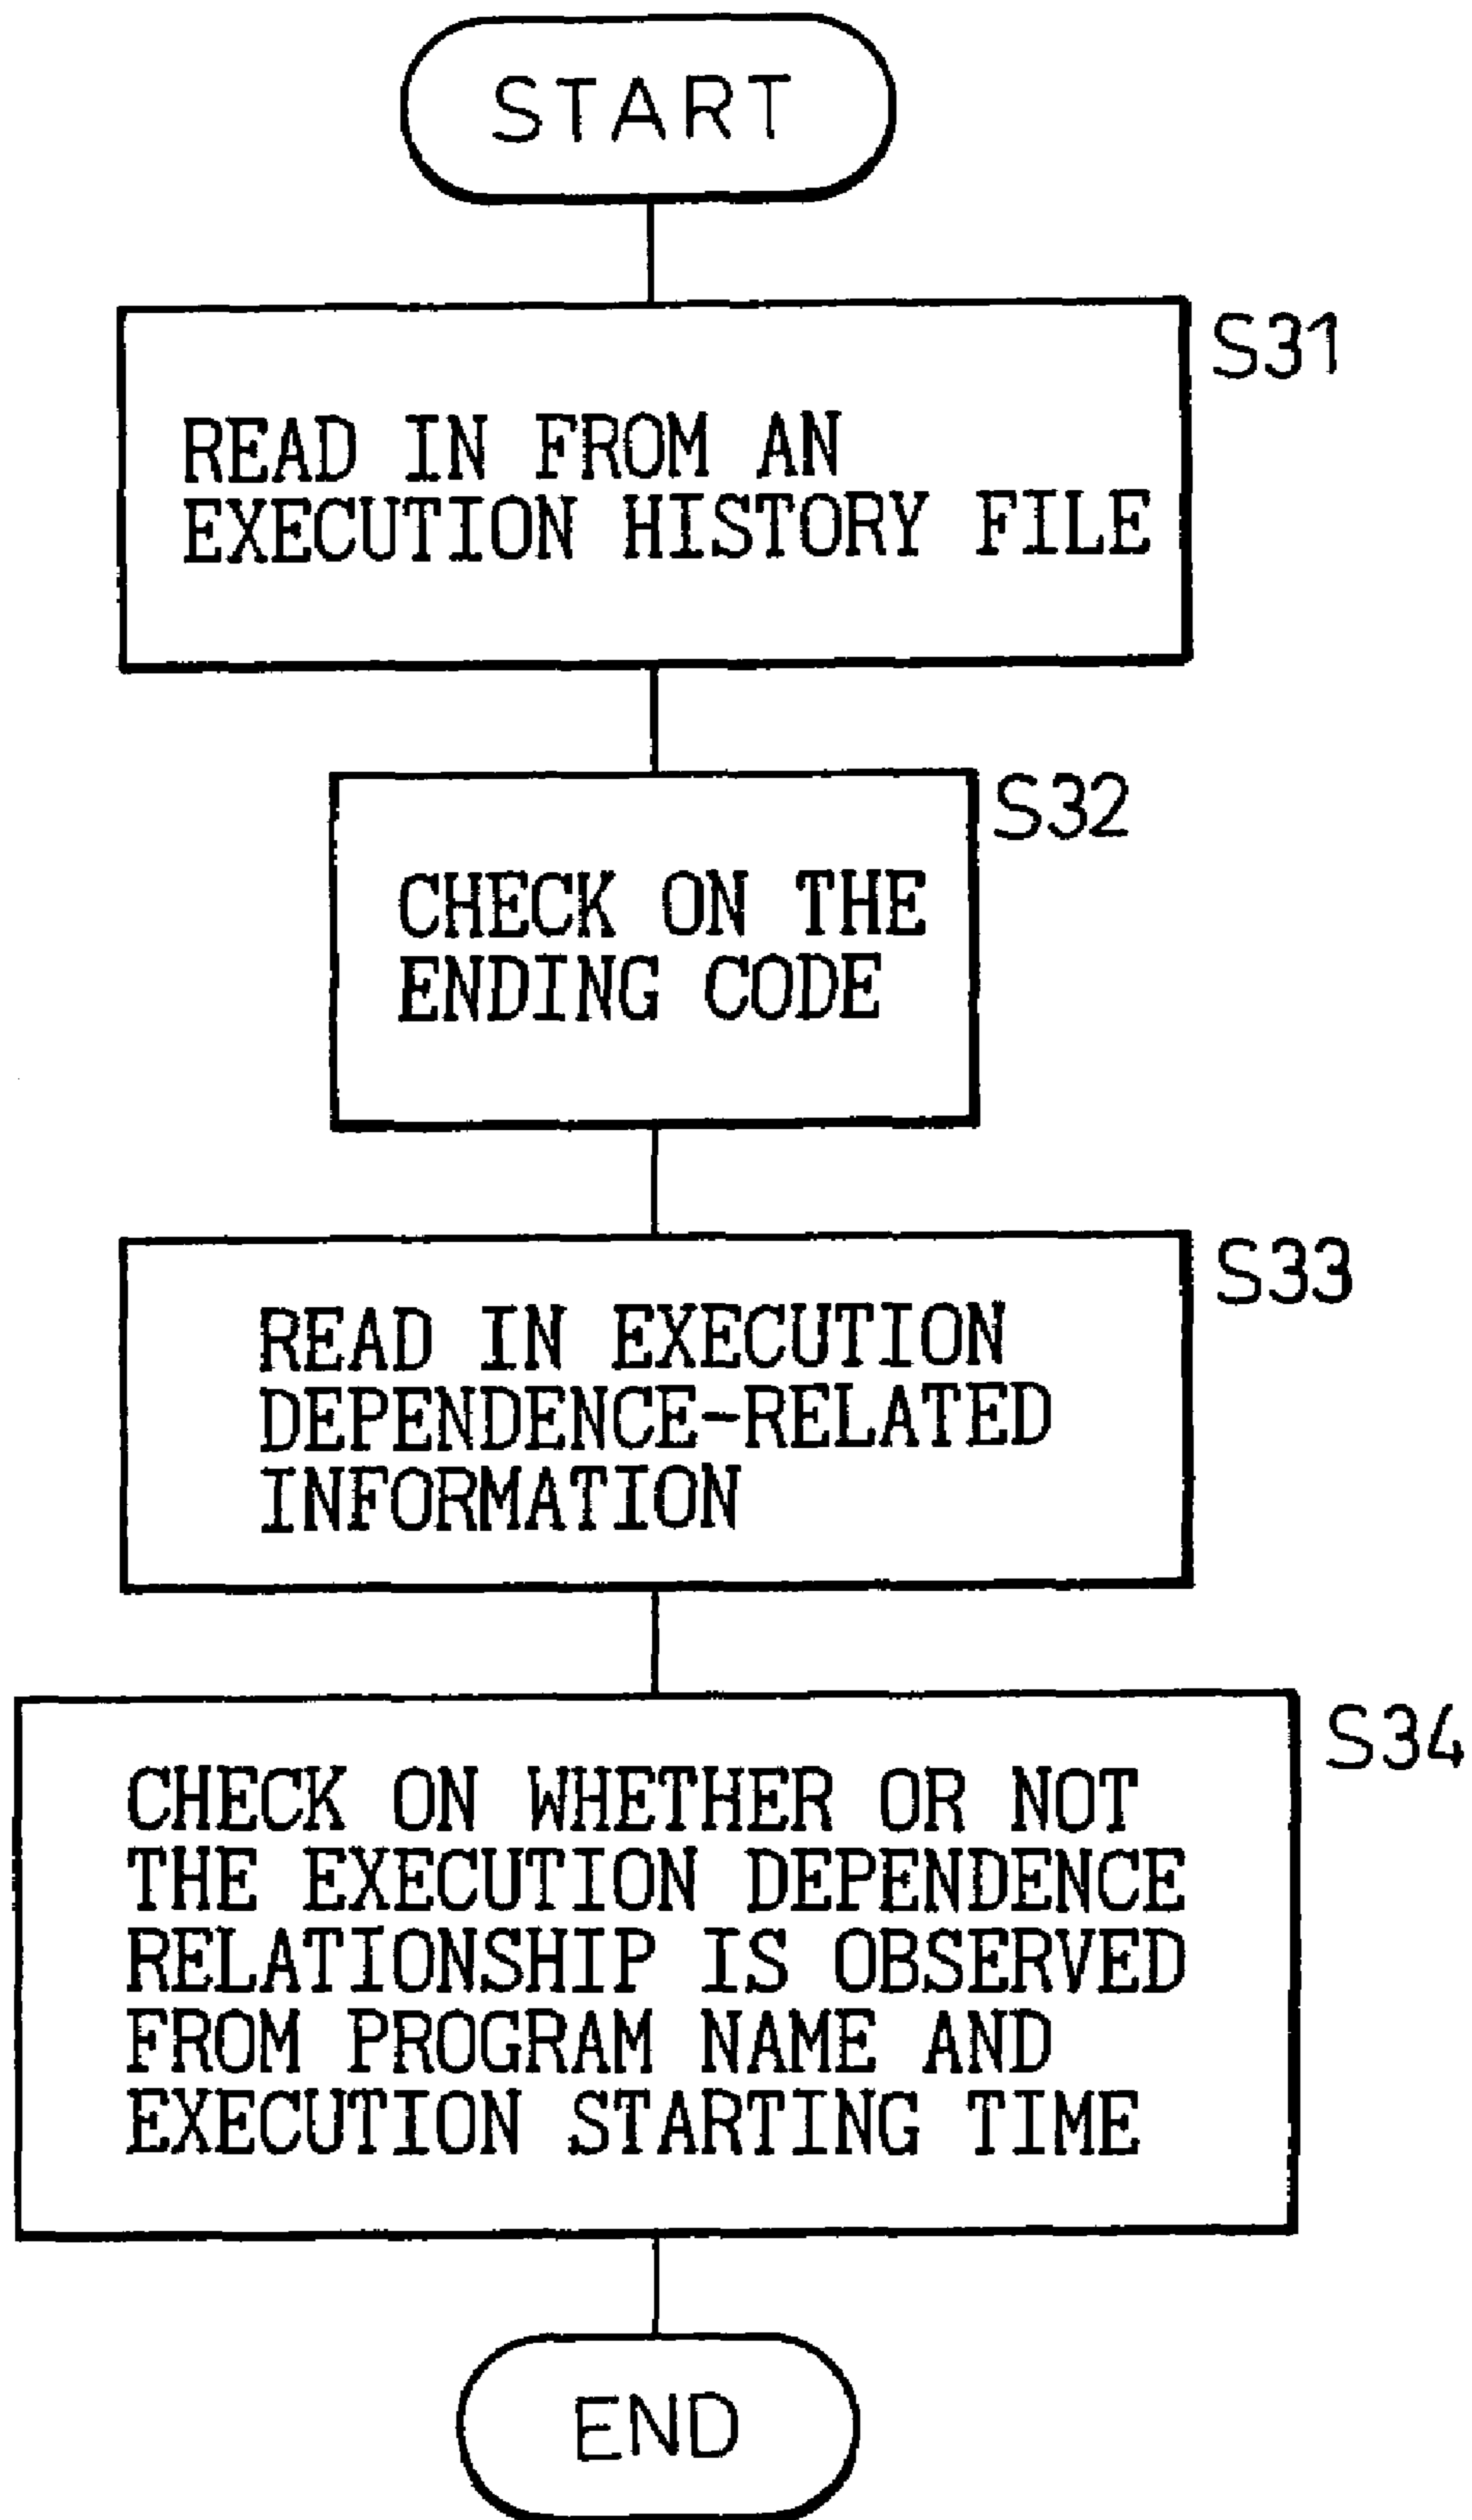 START
S31
READ IN FROM AN
EXECUTION HISTORY FILE
S32
CHECK ON THE
ENDING CODE
S33
READ IN EXECUTION
DEPENDENCE-RELATED
INFORMATION
S34
CHECK ON WHETHER OR NOT
THE EXECUTION DEPENDENCE
RELATIONSHIP IS OBSERVED
FROM PROGRAM NAME AND
EXECUTION STARTING TIME
END